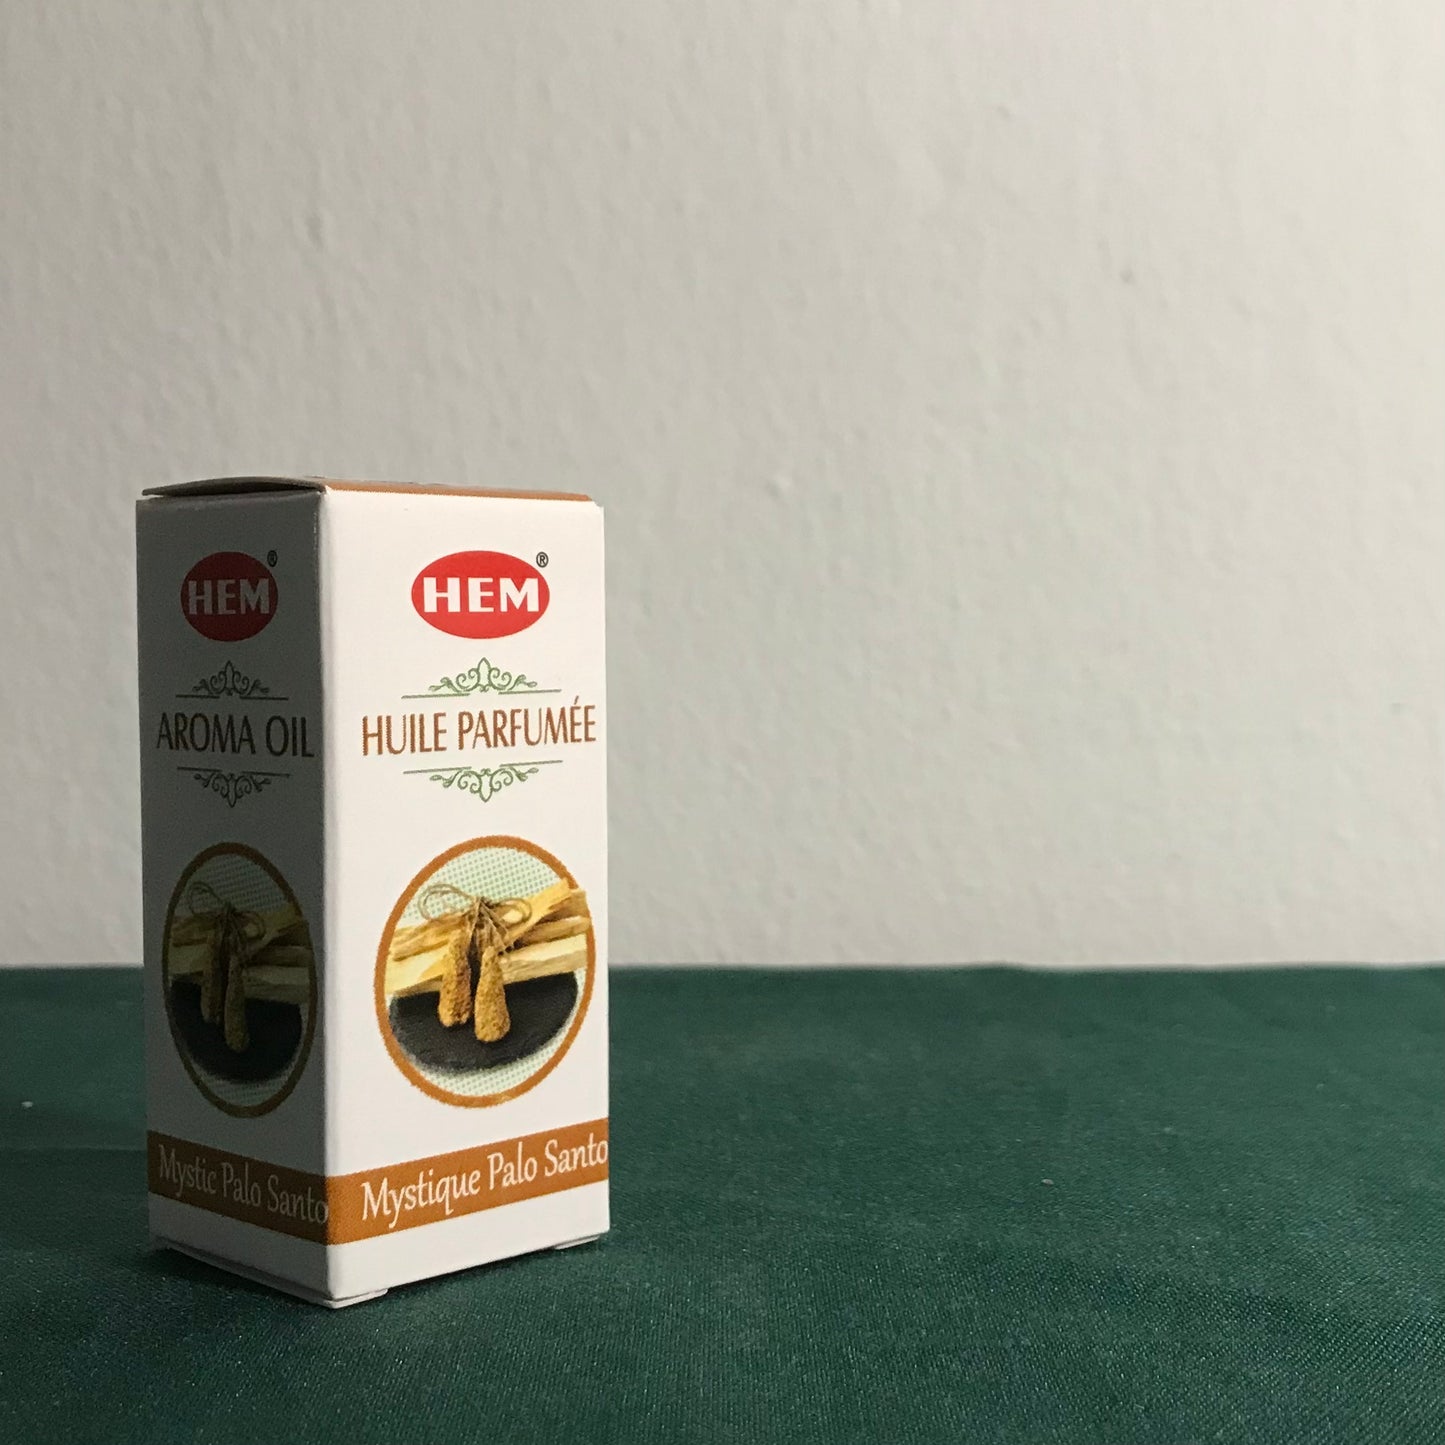 HEM®
AROMA OIL
Mystic Palo Santo
HEM®
HUILE PARFUMÉE
Mystique Palo Santo